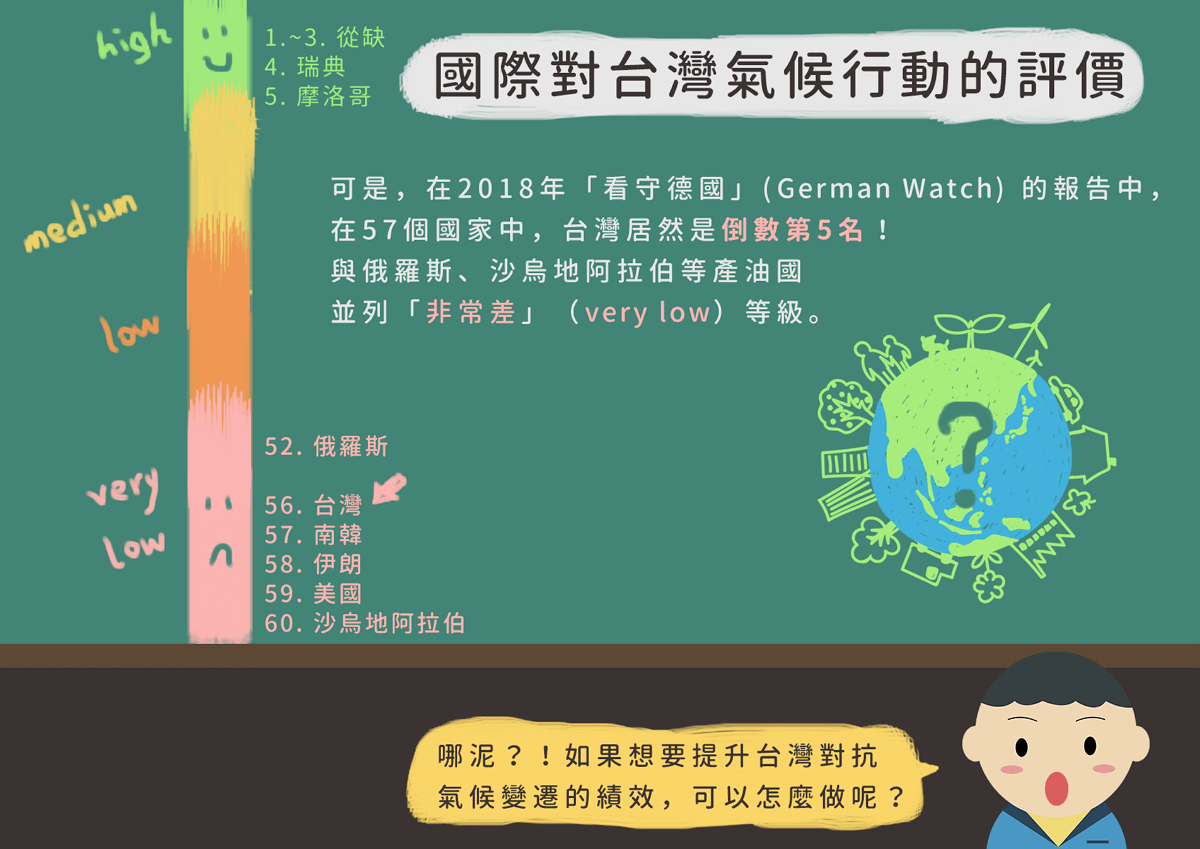 國際對台灣氣候行動的評價
high
1.~3. 從缺
4. 瑞典
5. 摩洛哥
可是，在2018年「看守德國」(German Watch) 的報告中，
在57個國家中，台灣居然是倒數第5名！
與俄羅斯、沙烏地阿拉伯等產油國
並列「非常差」（very low）等級。
medium
low
very
low
52. 俄羅斯
56. 台灣
57. 南韓
58. 伊朗
59. 美國
60. 沙烏地阿拉伯
?
哪泥？！如果想要提升台灣對抗
氣候變遷的績效，可以怎麼做呢？